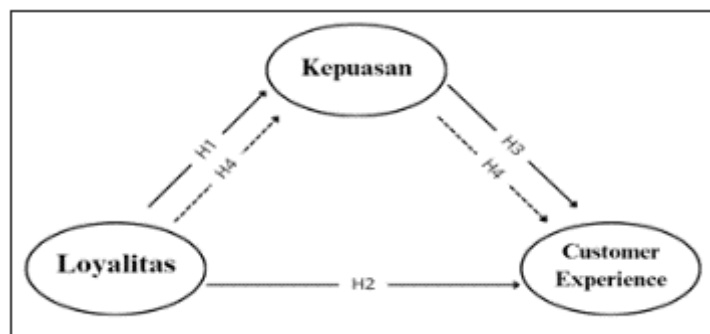 Kepuasan
H1
H4
H3
H4
Loyalitas
Customer
Experience
H2